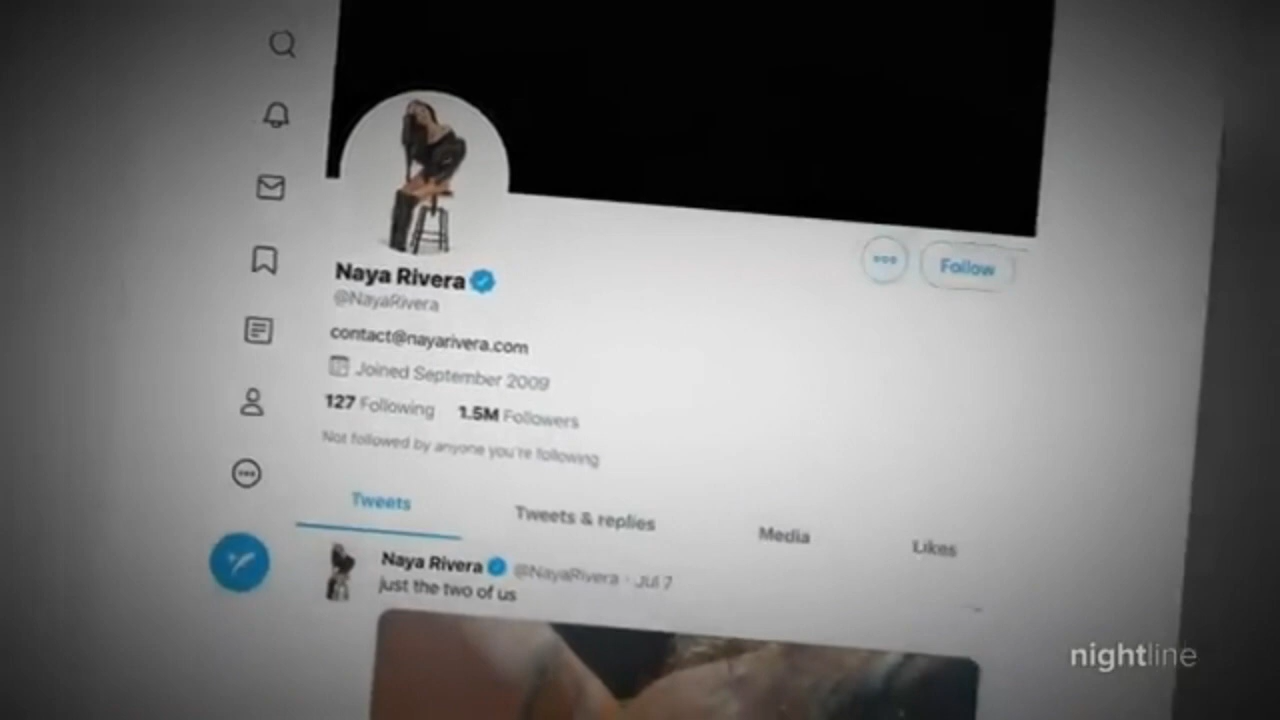 Naya Rivera
@NayaRivera
contact@nayarivera.com
Joined September 2009
127 Following 1.5M Followers
Not followed by anyone you're following
Follow
Tweets Tweets & replies Media Likes
Naya Rivera @NayaRivera · Jul 7
just the two of us
nightline